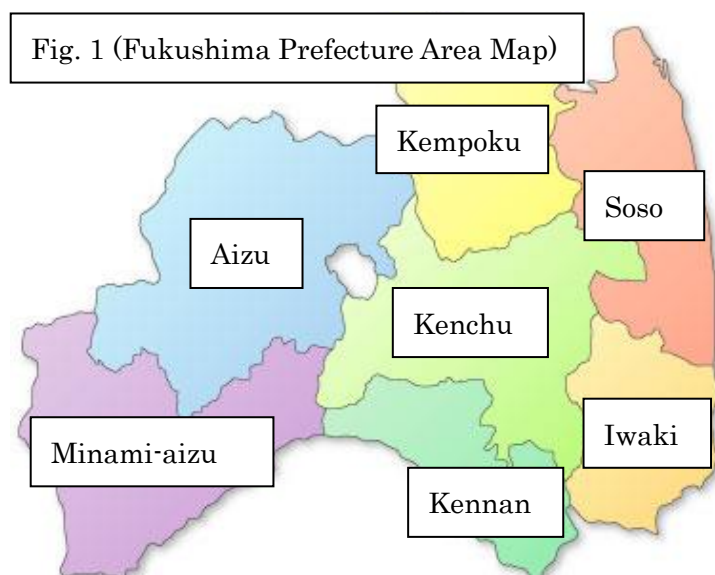 Fig. 1 (Fukushima Prefecture Area Map)
Kempoku
Soso
Aizu
Kenchu
Iwaki
Minami-aizu
Kennan